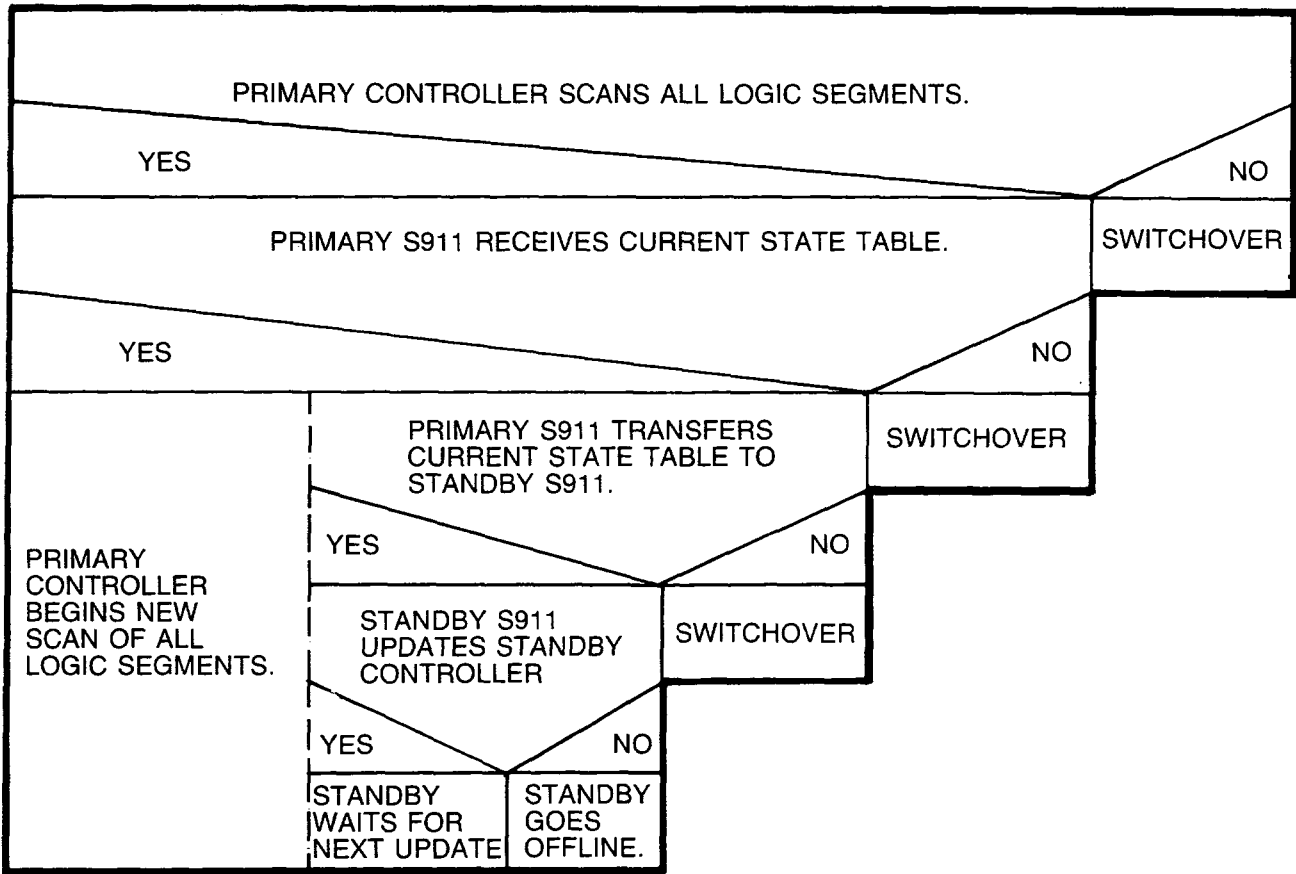 PRIMARY CONTROLLER SCANS ALL LOGIC SEGMENTS.
YES
NO
PRIMARY S911 RECEIVES CURRENT STATE TABLE.
SWITCHOVER
YES
NO
PRIMARY S911 TRANSFERS
CURRENT STATE TABLE TO
STANDBY S911.
SWITCHOVER
YES
NO
PRIMARY
CONTROLLER
BEGINS NEW
SCAN OF ALL
LOGIC SEGMENTS.
STANDBY S911
UPDATES STANDBY
CONTROLLER
SWITCHOVER
YES
NO
STANDBY
WAITS FOR
NEXT UPDATE
STANDBY
GOES
OFFLINE.